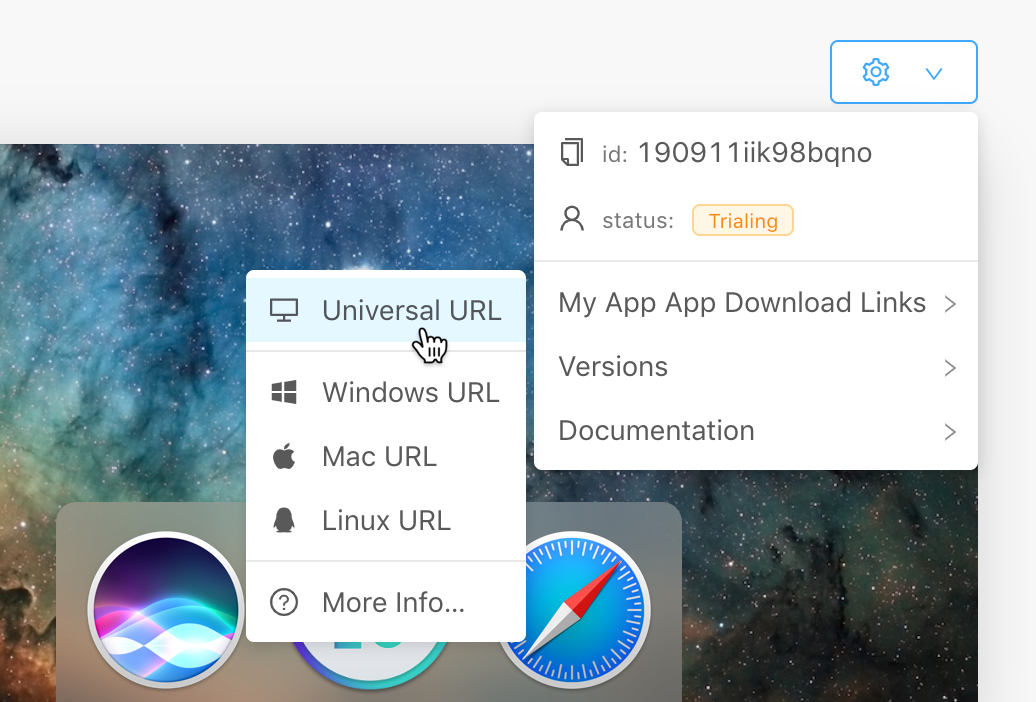 id: 190911iik98bqno
status: Trialing
My App App Download Links
Versions
Documentation
Universal URL
Windows URL
Mac URL
Linux URL
More Info...